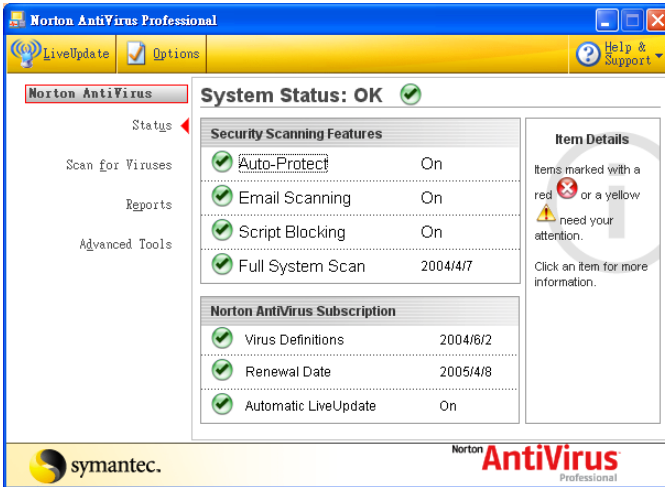 Norton AntiVirus Professional
LiveUpdate
Options
Help &
Support
Norton AntiVirus
Status
Scan for Viruses
Reports
Advanced Tools
System Status: OK
Security Scanning Features
Auto-Protect On
Email Scanning On
Script Blocking On
Full System Scan 2004/4/7
Norton AntiVirus Subscription
Virus Definitions 2004/6/2
Renewal Date 2005/4/8
Automatic LiveUpdate On
Item Details
Items marked with a
red or a yellow
need your
attention.
Click an item for more
information.
symantec.
Norton AntiVirus
Professional